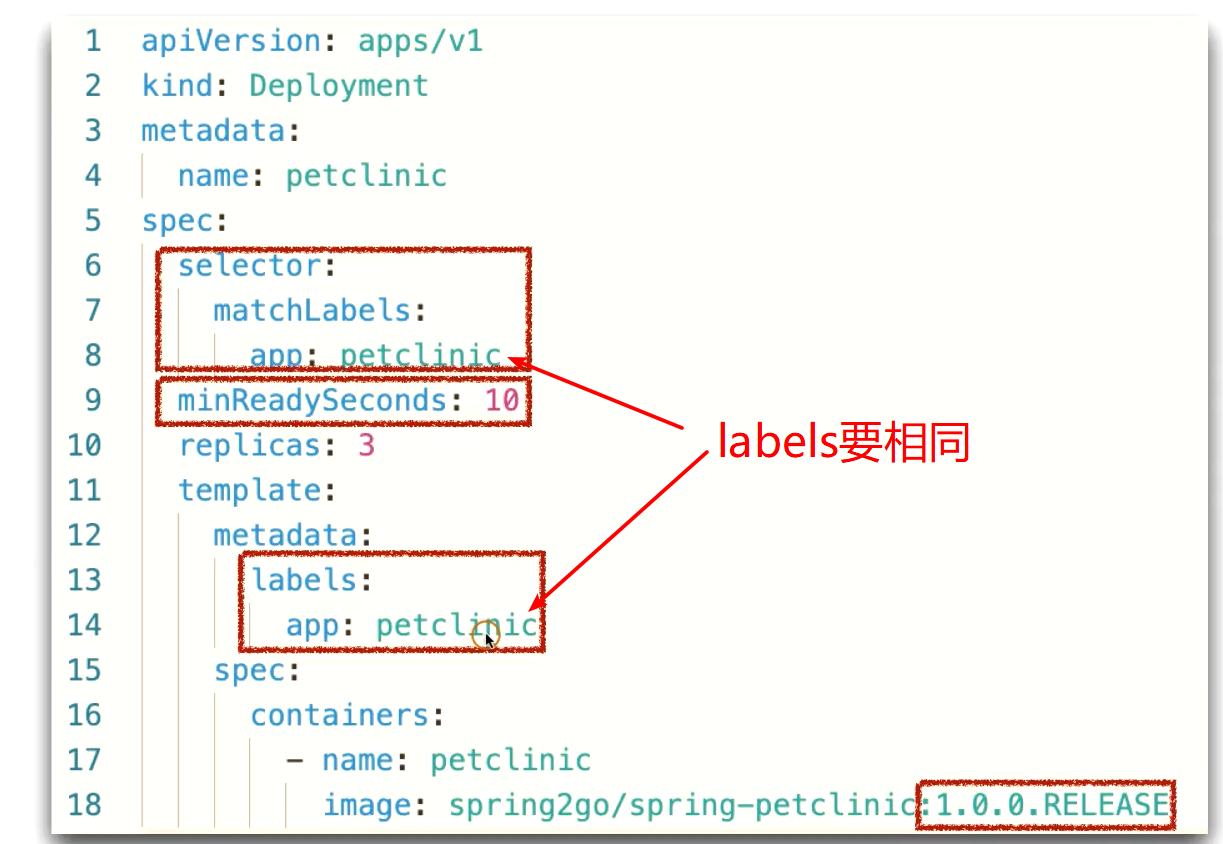 1 apiVersion: apps/v1
2 kind: Deployment
3 metadata:
4   name: petclinic
5 spec:
6   selector:
7     matchLabels:
8       app: petclinic
9   minReadySeconds: 10
labels要相同
10   replicas: 3
11   template:
12     metadata:
13       labels:
14         app: petclinic
15     spec:
16       containers:
17         - name: petclinic
18           image: spring2go/spring-petclinic:1.0.0.RELEASE